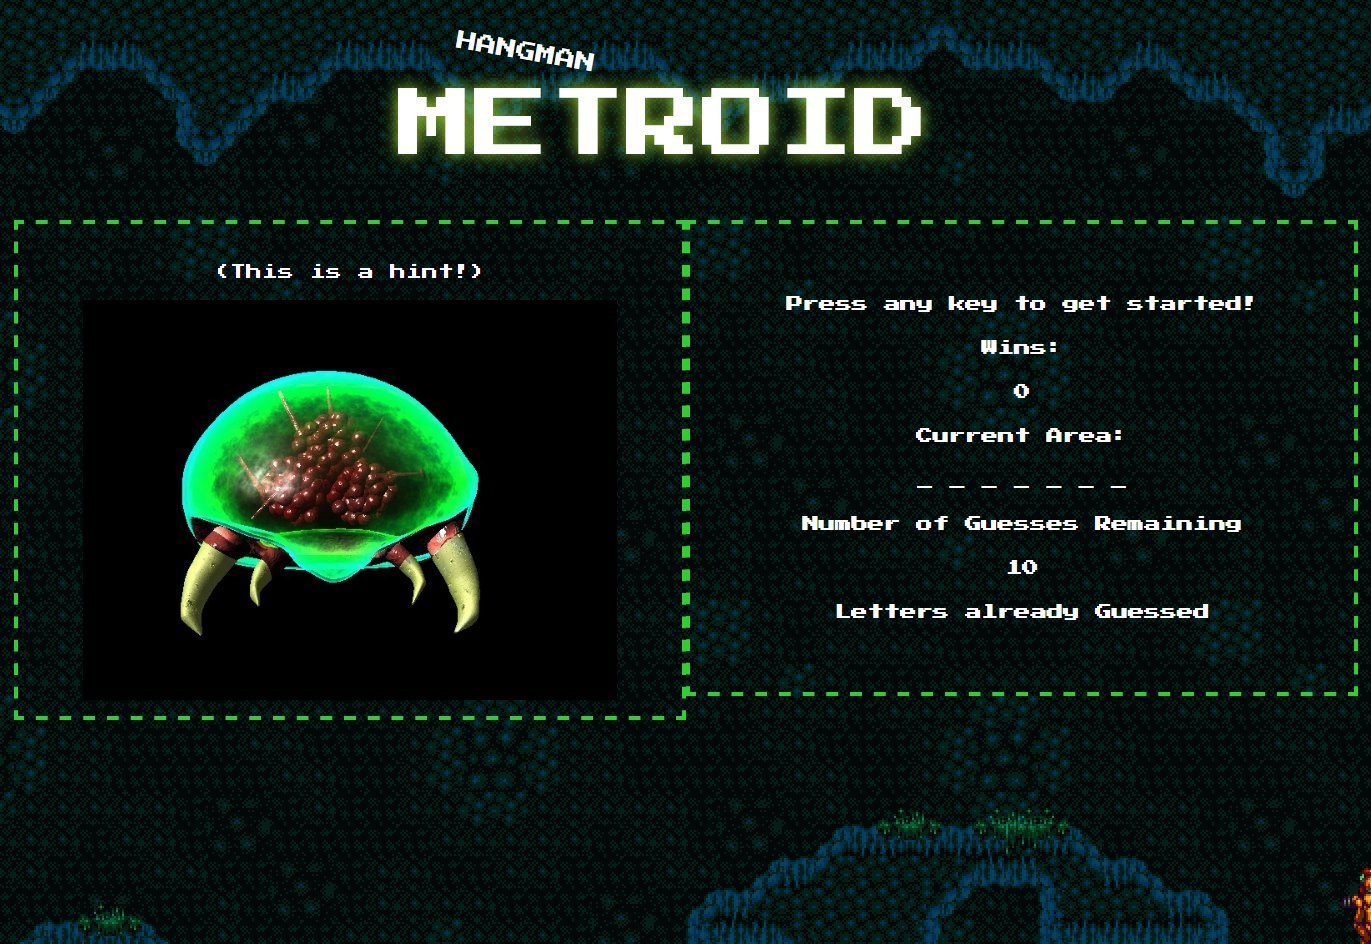 HANGMAN
METROID
(This is a hint!)
Press any key to get started!
Wins:
0
Current Area:
_ _ _ _ _ _ _
Number of Guesses Remaining
10
Letters already Guessed